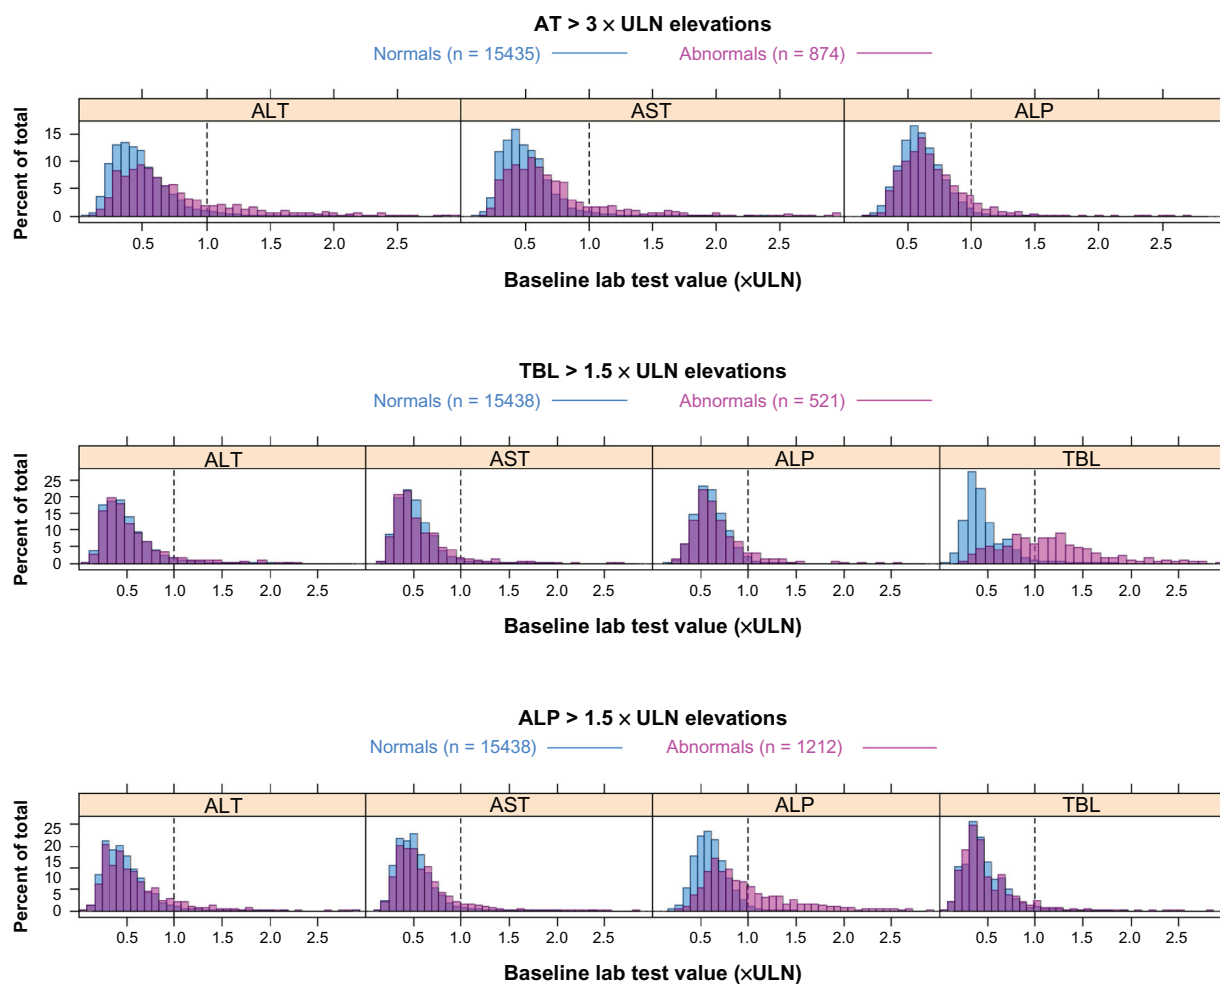 AT > 3 × ULN elevations
Normals (n = 15435) Abnormals (n = 874)
ALT AST ALP
Percent of total
15
10
5
0
0.5 1.0 1.5 2.0 2.5 0.5 1.0 1.5 2.0 2.5 0.5 1.0 1.5 2.0 2.5
Baseline lab test value (×ULN)
TBL > 1.5 × ULN elevations
Normals (n = 15438) Abnormals (n = 521)
ALT AST ALP TBL
Percent of total
25
20
15
10
5
0
0.5 1.0 1.5 2.0 2.5 0.5 1.0 1.5 2.0 2.5 0.5 1.0 1.5 2.0 2.5 0.5 1.0 1.5 2.0 2.5
Baseline lab test value (×ULN)
ALP > 1.5 × ULN elevations
Normals (n = 15438) Abnormals (n = 1212)
ALT AST ALP TBL
Percent of total
25
20
15
10
5
0
0.5 1.0 1.5 2.0 2.5 0.5 1.0 1.5 2.0 2.5 0.5 1.0 1.5 2.0 2.5 0.5 1.0 1.5 2.0 2.5
Baseline lab test value (×ULN)